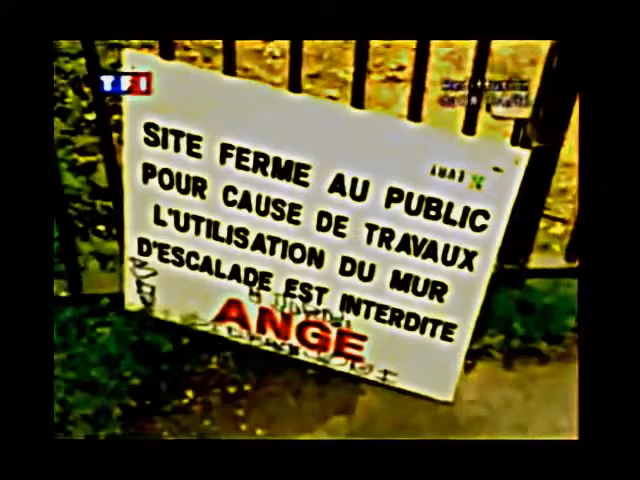 TF1
SITE FERME AU PUBLIC
POUR CAUSE DE TRAVAUX
L'UTILISATION DU MUR
D'ESCALADE EST INTERDITE
ANGE